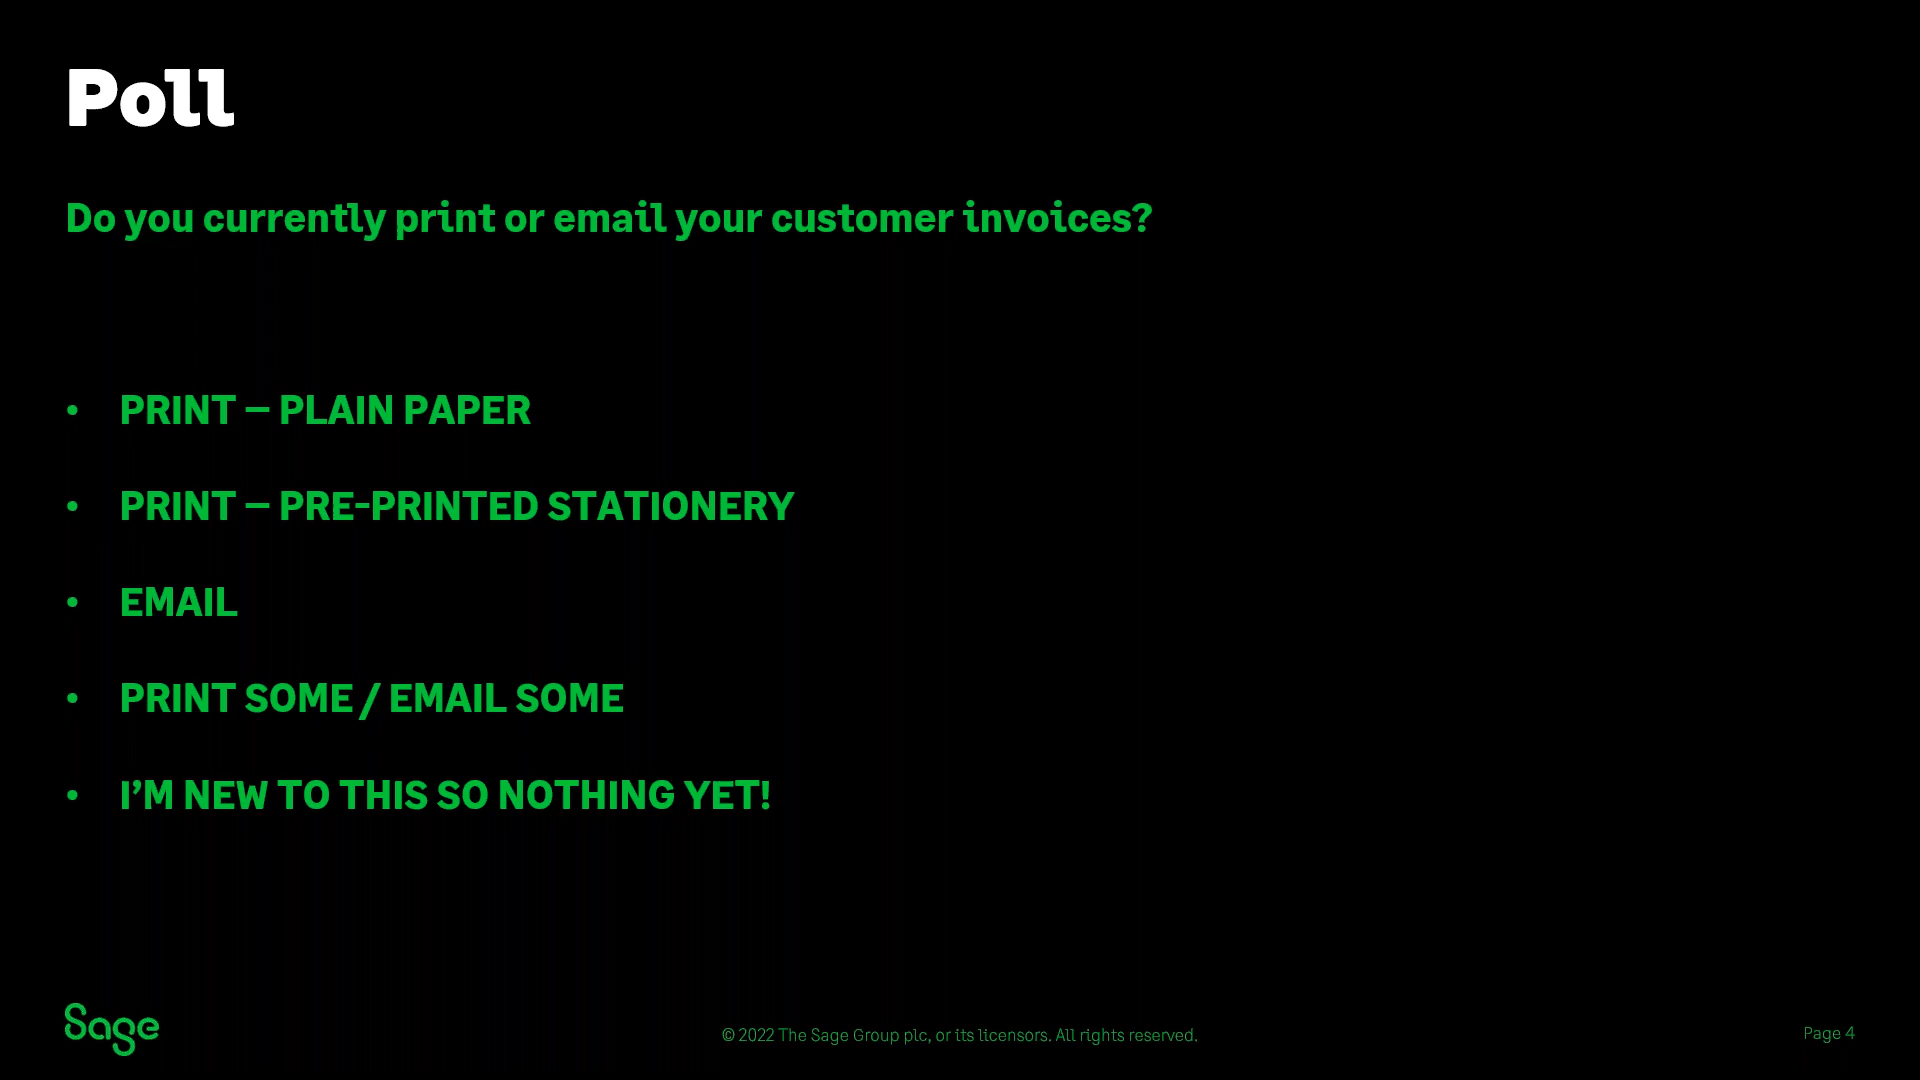 Poll
Do you currently print or email your customer invoices?
• PRINT – PLAIN PAPER
• PRINT – PRE-PRINTED STATIONERY
• EMAIL
• PRINT SOME / EMAIL SOME
• I’M NEW TO THIS SO NOTHING YET!
Sage
© 2022 The Sage Group plc, or its licensors. All rights reserved.
Page 4